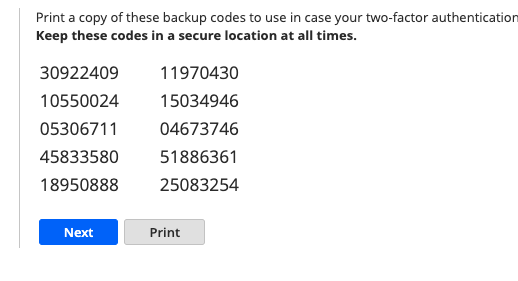 Print a copy of these backup codes to use in case your two-factor authentication
Keep these codes in a secure location at all times.
30922409 11970430
10550024 15034946
05306711 04673746
45833580 51886361
18950888 25083254
Next Print